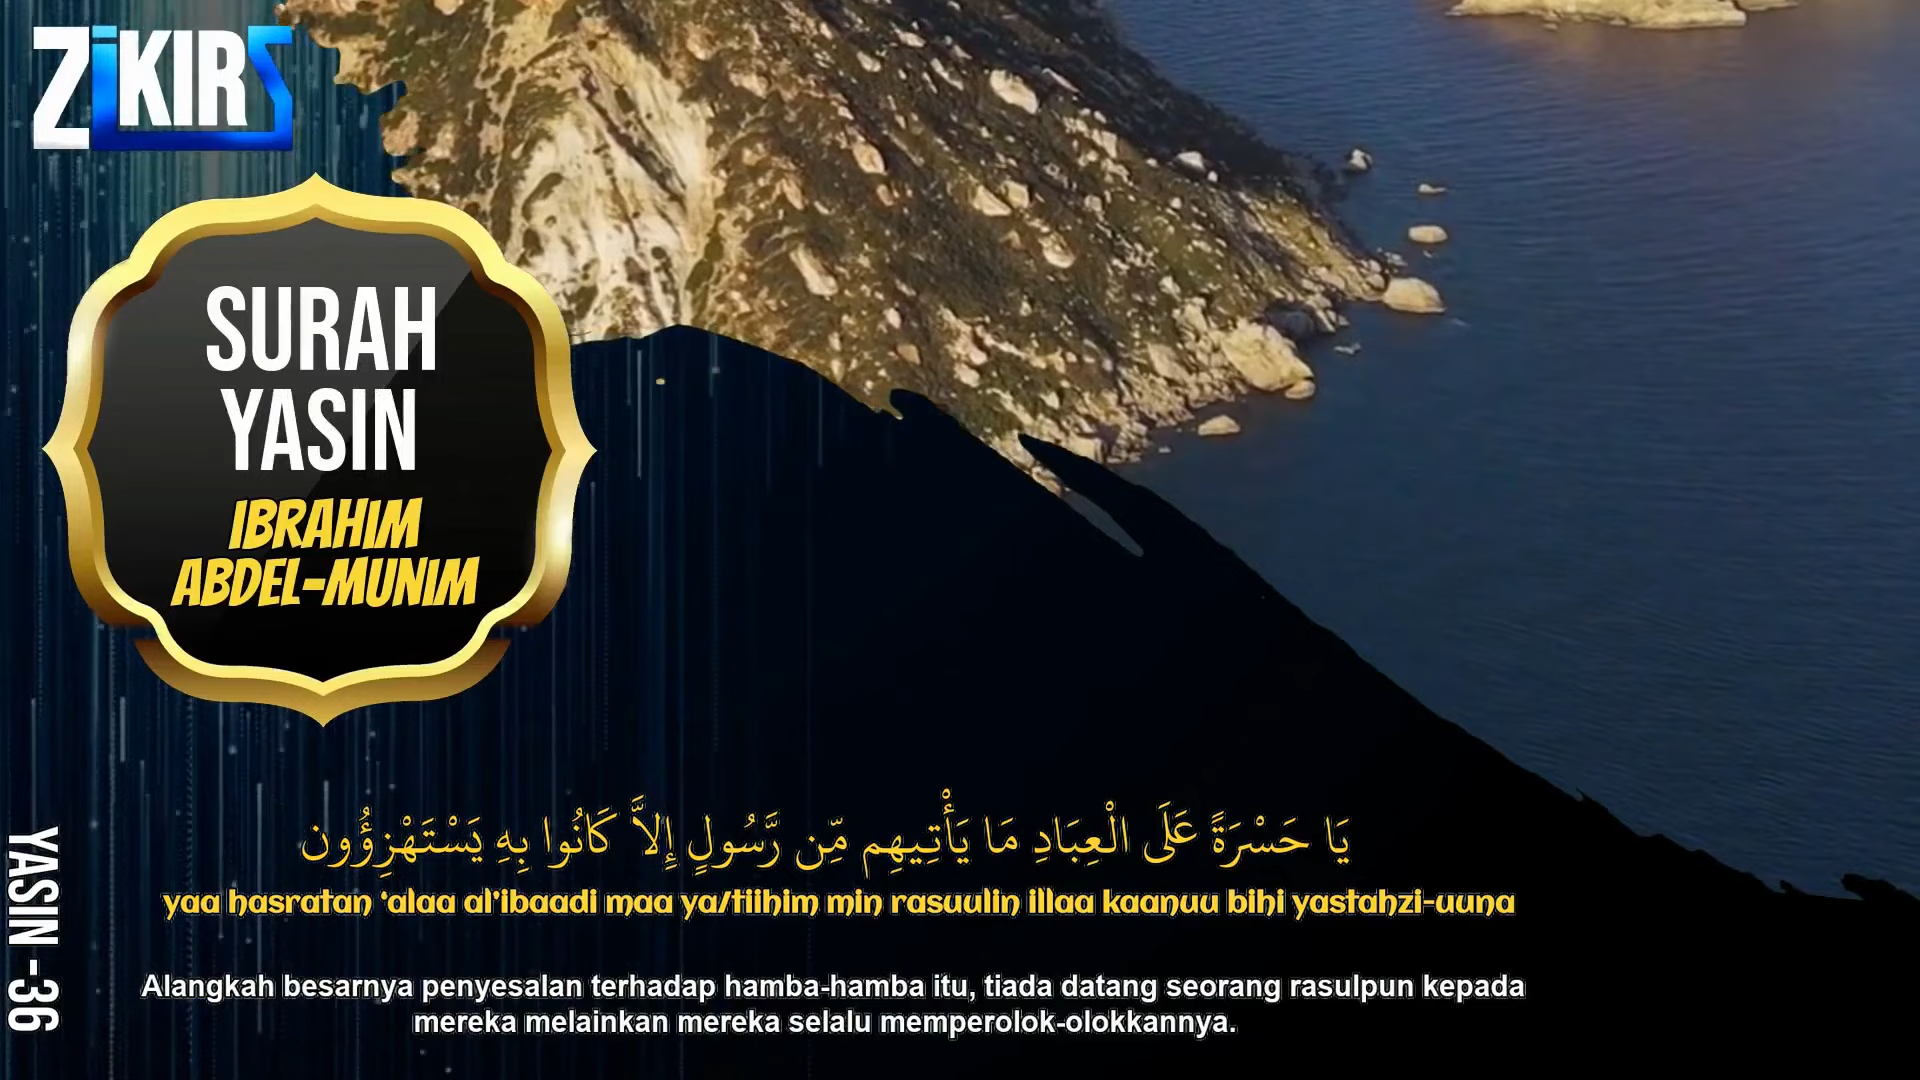 ZiKIRS
SURAH
YASIN
IBRAHIM
ABDEL-MUNIM
يَا حَسْرَةً عَلَى الْعِبَادِ مَا يَأْتِيهِم مِّن رَّسُولٍ إِلاَّ كَانُوا بِهِ يَسْتَهْزِؤُون
yaa hasratan 'alaa al'ibaadi maa ya/tiihim min rasuulin illaa kaanuu bihi yastahzi-uuna
Alangkah besarnya penyesalan terhadap hamba-hamba itu, tiada datang seorang rasulpun kepada
mereka melainkan mereka selalu memperolok-olokkannya.
YASIN -36